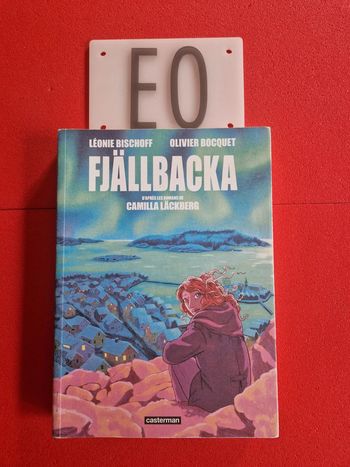 EO
LÉONIE BISCHOFF OLIVIER BOCQUET
FJÄLLBACKA
D'APRÈS LES ROMANS DE
CAMILLA LÄCKBERG
casterman